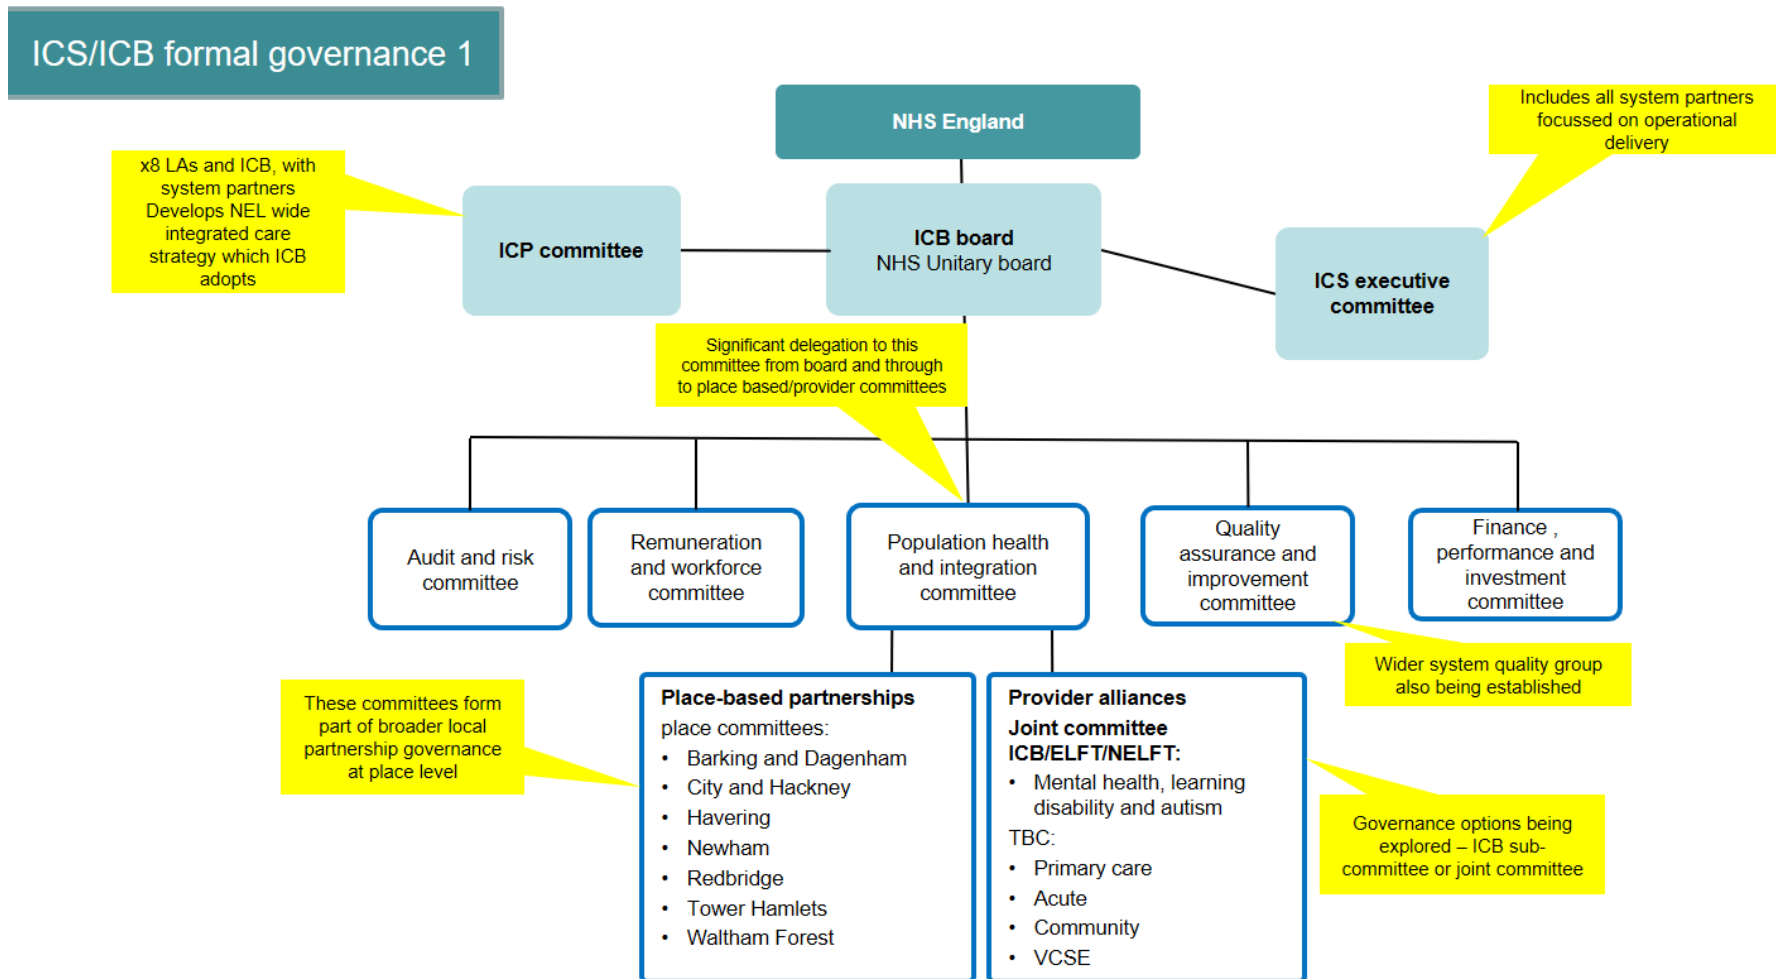 ICS/ICB formal governance 1
NHS England
Includes all system partners
focussed on operational
delivery
x8 LAs and ICB, with
system partners
Develops NEL wide
integrated care
strategy which ICB
adopts
ICP committee
ICB board
NHS Unitary board
ICS executive
committee
Significant delegation to this
committee from board and through
to place based/provider committees
Audit and risk
committee
Remuneration
and workforce
committee
Population health
and integration
committee
Quality
assurance and
improvement
committee
Finance ,
performance and
investment
committee
Wider system quality group
also being established
These committees form
part of broader local
partnership governance
at place level
Place-based partnerships
place committees:
• Barking and Dagenham
• City and Hackney
• Havering
• Newham
• Redbridge
• Tower Hamlets
• Waltham Forest
Provider alliances
Joint committee
ICB/ELFT/NELFT:
• Mental health, learning
disability and autism
TBC:
• Primary care
• Acute
• Community
• VCSE
Governance options being
explored – ICB sub-
committee or joint committee